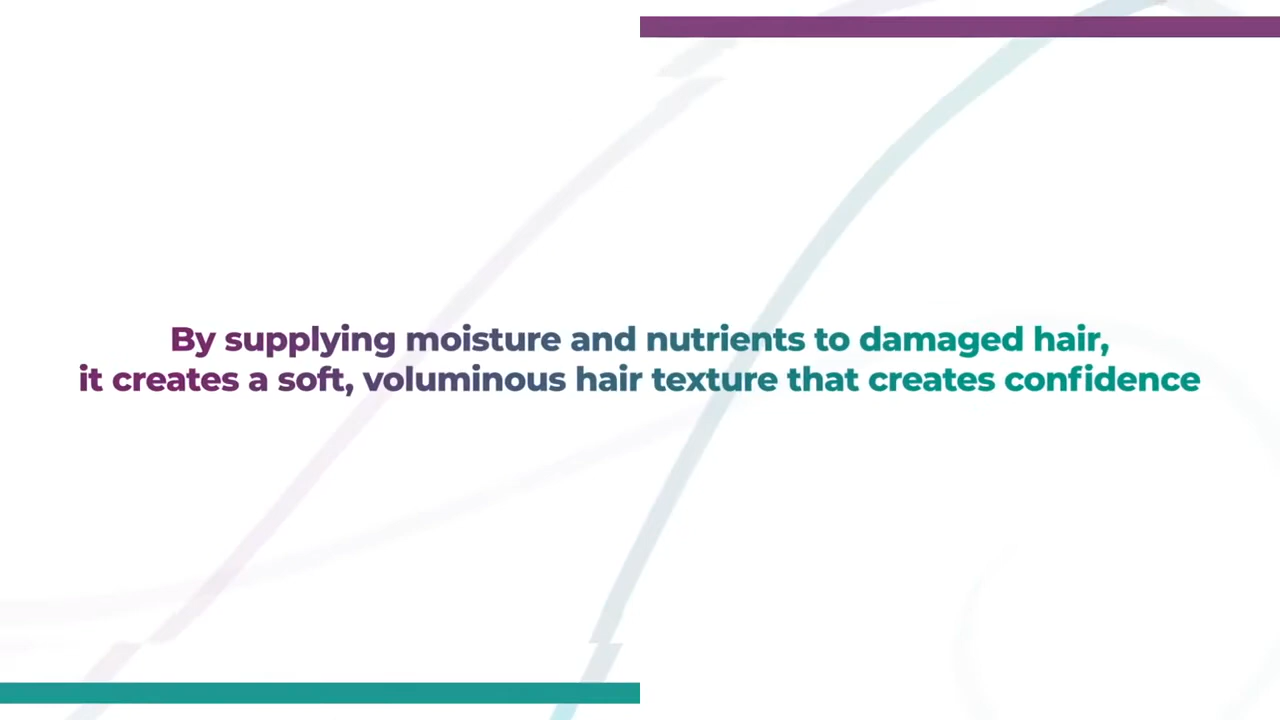 By supplying moisture and nutrients to damaged hair,
it creates a soft, voluminous hair texture that creates confidence